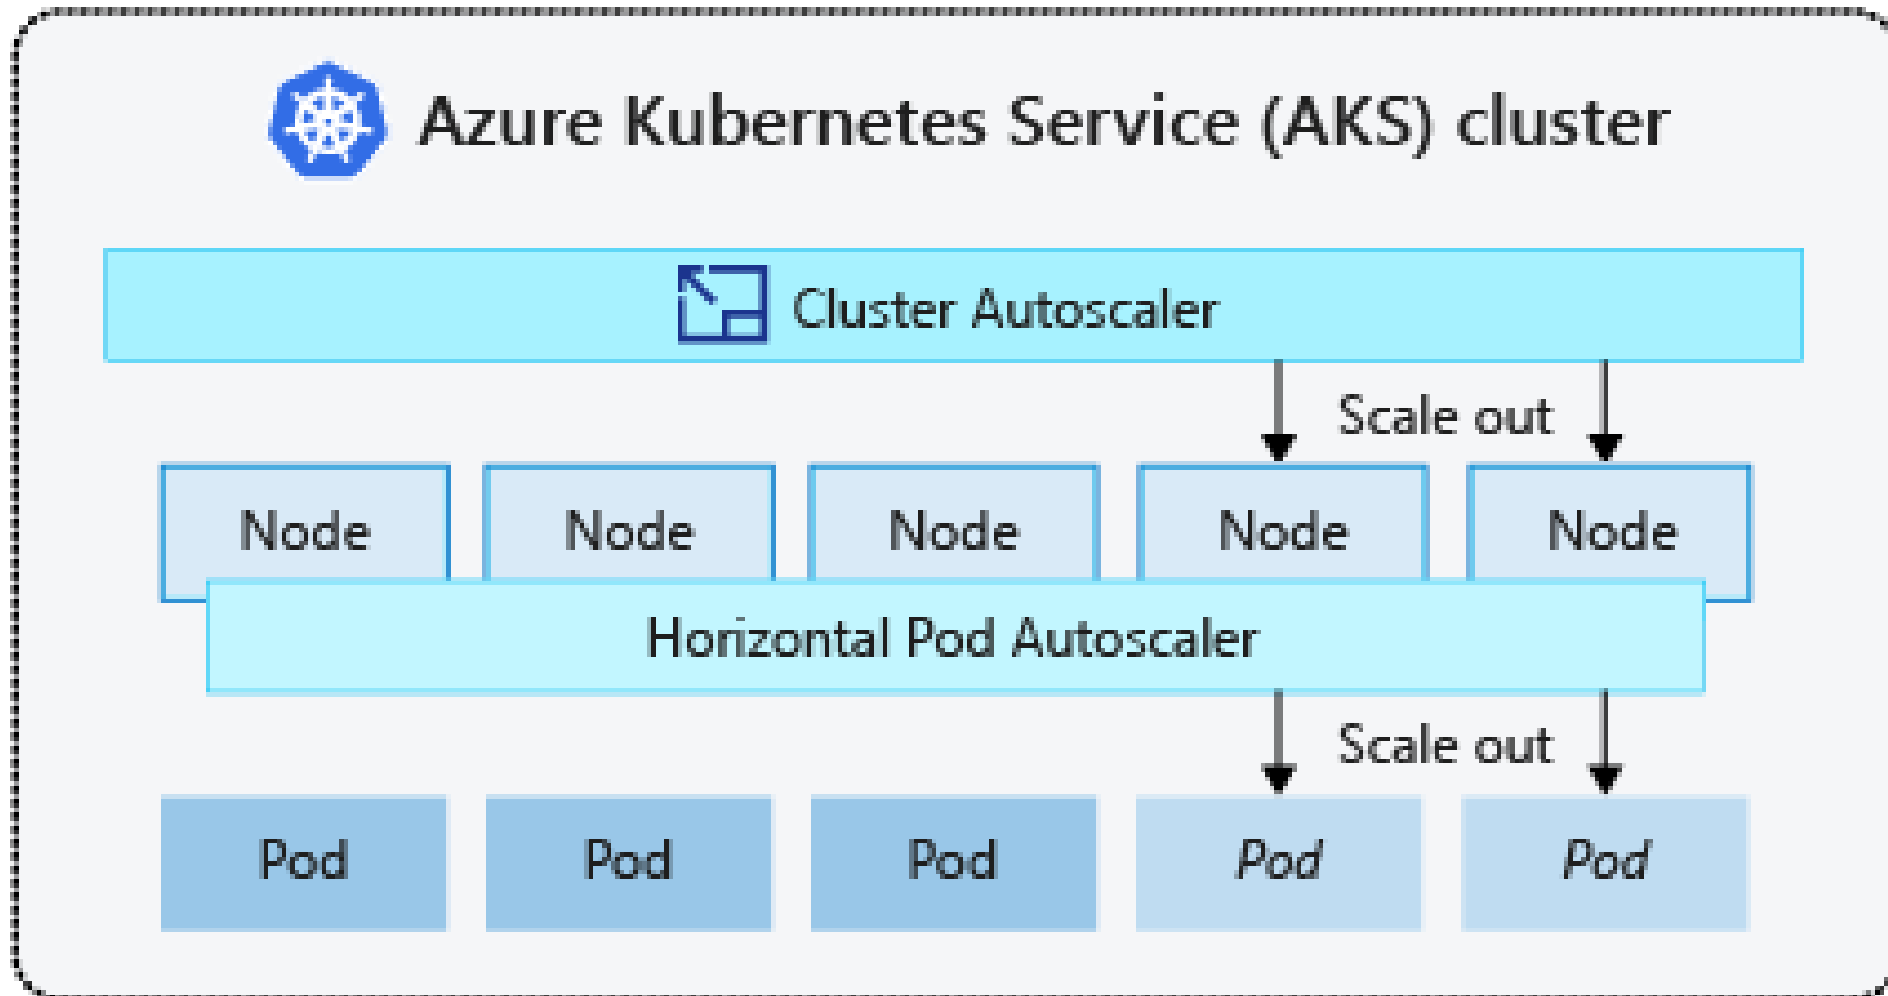 Azure Kubernetes Service (AKS) cluster
Cluster Autoscaler
Scale out
Node Node Node Node Node
Horizontal Pod Autoscaler
Scale out
Pod Pod Pod Pod Pod